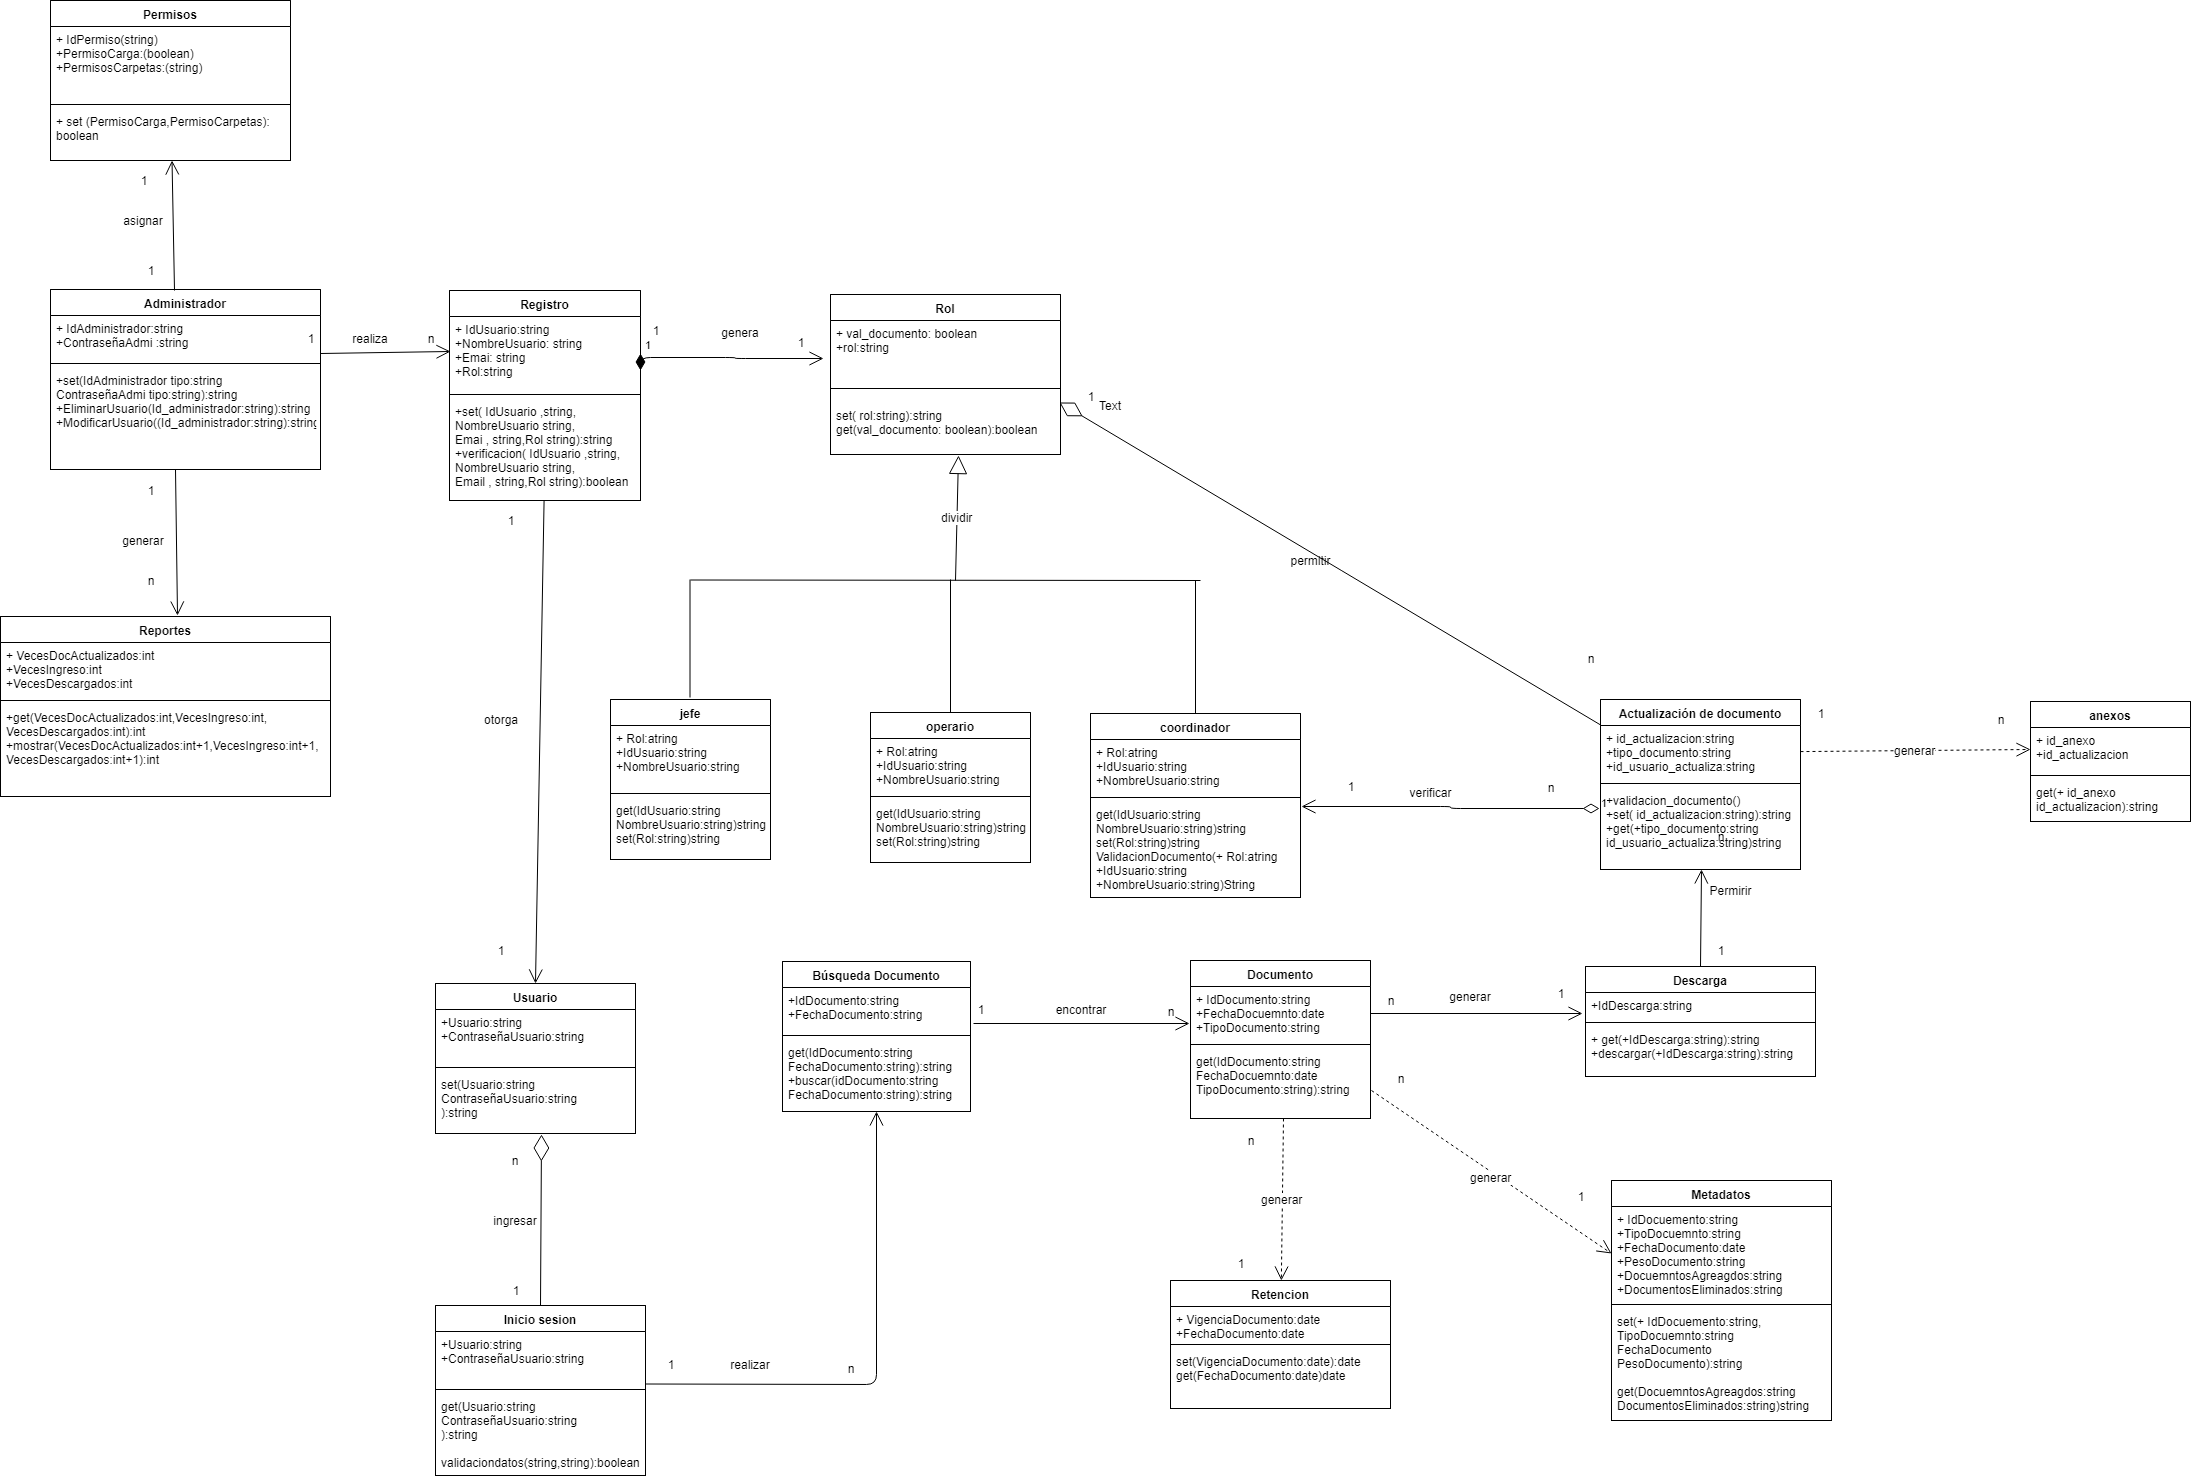 Permisos
+ IdPermiso(string)
+PermisoCarga:(boolean)
+PermisosCarpetas:(string)
+ set (PermisoCarga,PermisoCarpetas):
boolean
1
asignar
1
Administrador
+ IdAdministrador:string
+ContraseñaAdmi :string
+set(IdAdministrador tipo:string
ContraseñaAdmi tipo:string):string
+EliminarUsuario(Id_administrador:string):string
+ModificarUsuario((Id_administrador:string):string
1
realiza
n
Registro
+ IdUsuario:string
+NombreUsuario: string
+Emai: string
+Rol:string
+set( IdUsuario ,string,
NombreUsuario string,
Emai , string,Rol string):string
+verificacion( IdUsuario ,string,
NombreUsuario string,
Email , string,Rol string):boolean
1
1
genera
1
Rol
+ val_documento: boolean
+rol:string
set( rol:string):string
get(val_documento: boolean):boolean
1
Text
dividir
permitir
n
1
generar
n
Reportes
+ VecesDocActualizados:int
+VecesIngreso:int
+VecesDescargados:int
+get(VecesDocActualizados:int,VecesIngreso:int,
VecesDescargados:int):int
+mostrar(VecesDocActualizados:int+1,VecesIngreso:int+1,
VecesDescargados:int+1):int
1
otorga
1
jefe
+ Rol:atring
+IdUsuario:string
+NombreUsuario:string
get(IdUsuario:string
NombreUsuario:string)string
set(Rol:string)string
operario
+ Rol:atring
+IdUsuario:string
+NombreUsuario:string
get(IdUsuario:string
NombreUsuario:string)string
set(Rol:string)string
coordinador
+ Rol:atring
+IdUsuario:string
+NombreUsuario:string
get(IdUsuario:string
NombreUsuario:string)string
set(Rol:string)string
ValidacionDocumento(+ Rol:atring
+IdUsuario:string
+NombreUsuario:string)String
1
verificar
n
Actualización de documento
+ id_actualizacion:string
+tipo_documento:string
+id_usuario_actualiza:string
1
+validacion_documento()
+set( id_actualizacion:string):string
+get(+tipo_documento:string
n
id_usuario_actualiza:string)string
1
generar
n
anexos
+ id_anexo
+id_actualizacion
get(+ id_anexo
id_actualizacion):string
Permirir
1
Usuario
+Usuario:string
+ContraseñaUsuario:string
set(Usuario:string
ContraseñaUsuario:string
):string
n
ingresar
1
Inicio sesion
+Usuario:string
+ContraseñaUsuario:string
get(Usuario:string
ContraseñaUsuario:string
):string
validaciondatos(string,string):boolean
1
realizar
n
Búsqueda Documento
+IdDocumento:string
+FechaDocumento:string
get(IdDocumento:string
FechaDocumento:string):string
+buscar(idDocumento:string
FechaDocumento:string):string
1
encontrar
n
Documento
+ IdDocumento:string
+FechaDocuemnto:date
+TipoDocumento:string
get(IdDocumento:string
FechaDocuemnto:date
TipoDocumento:string):string
n
generar
1
Descarga
+IdDescarga:string
+ get(+IdDescarga:string):string
+descargar(+IdDescarga:string):string
n
generar
1
n
generar
1
Retencion
+ VigenciaDocumento:date
+FechaDocumento:date
set(VigenciaDocumento:date):date
get(FechaDocumento:date)date
Metadatos
+ IdDocuemento:string
+TipoDocuemnto:string
+FechaDocumento:date
+PesoDocumento:string
+DocuemntosAgreagdos:string
+DocumentosEliminados:string
set(+ IdDocuemento:string,
TipoDocuemnto:string
FechaDocumento
PesoDocumento):string
get(DocuemntosAgreagdos:string
DocumentosEliminados:string)string